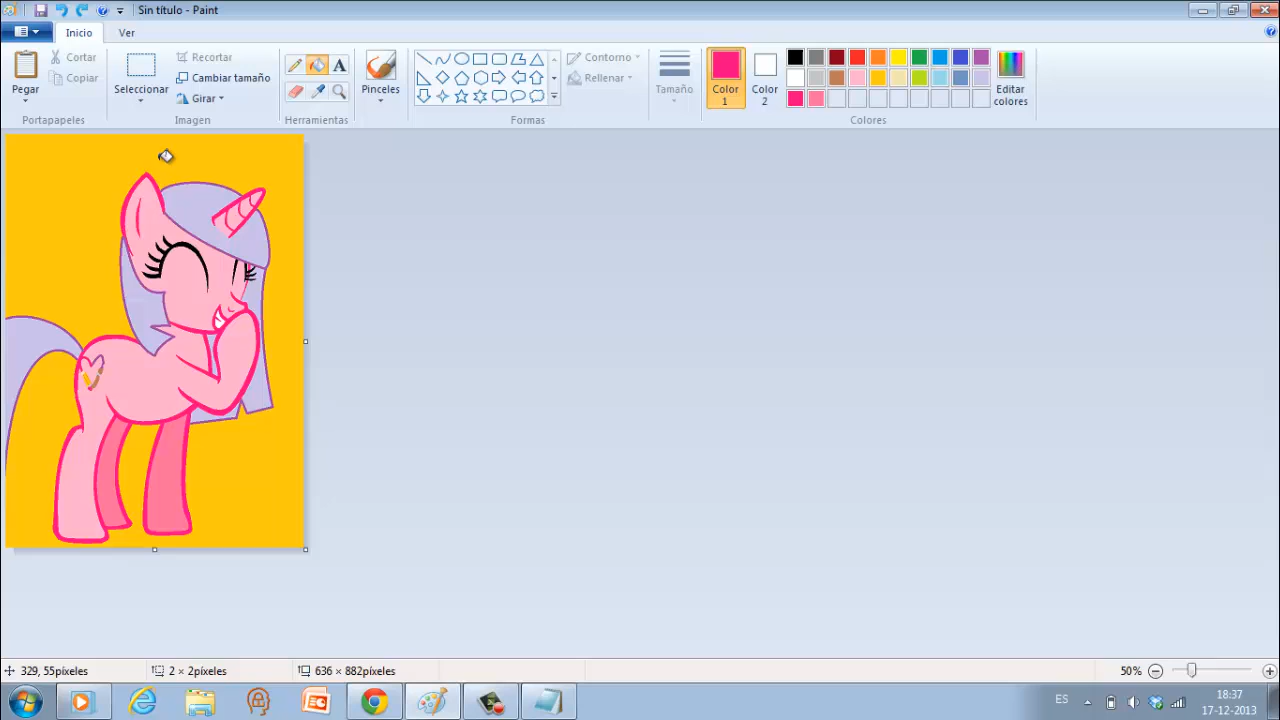 Sin título - Paint
Inicio
Ver
Pegar
Cortar
Copiar
Portapapeles
Seleccionar
Recortar
Cambiar tamaño
Girar
Imagen
A
Herramientas
Pinceles
Contorno
Rellenar
Formas
Tamaño
Color 1
Color 2
Editar colores
Colores
329, 55píxeles
2 × 2píxeles
636 × 882píxeles
50%
ES
18:37
17-12-2013